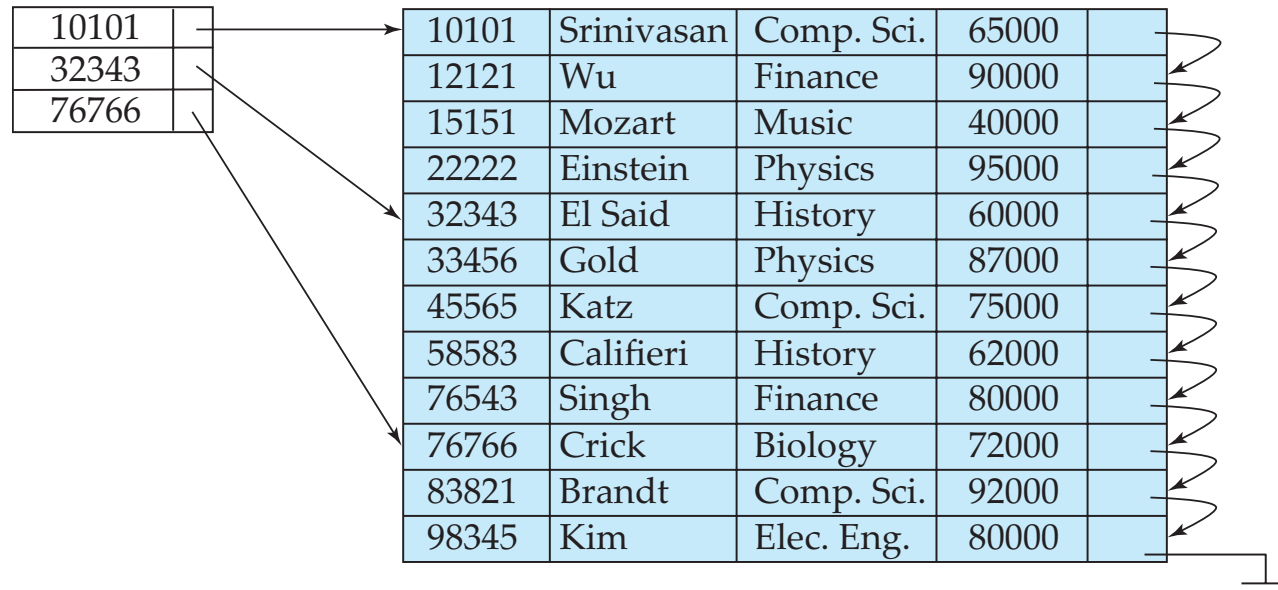 10101
32343
76766
10101 Srinivasan Comp. Sci. 65000
12121 Wu Finance 90000
15151 Mozart Music 40000
22222 Einstein Physics 95000
32343 El Said History 60000
33456 Gold Physics 87000
45565 Katz Comp. Sci. 75000
58583 Califieri History 62000
76543 Singh Finance 80000
76766 Crick Biology 72000
83821 Brandt Comp. Sci. 92000
98345 Kim Elec. Eng. 80000